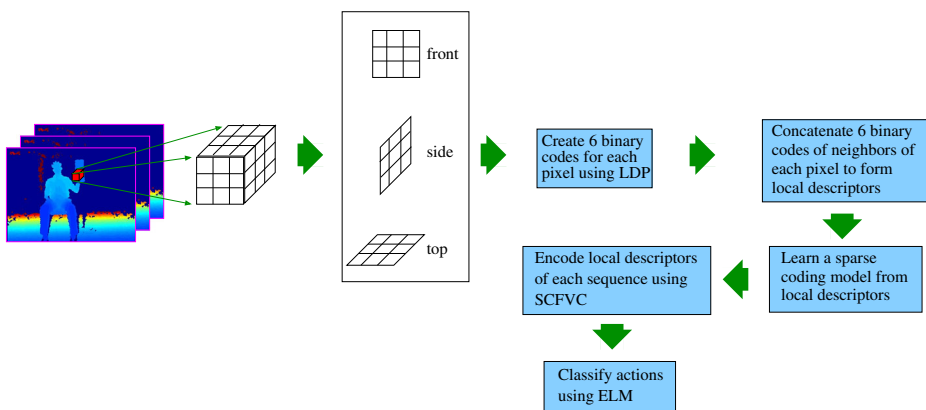 front
side
top
Create 6 binary
codes for each
pixel using LDP
Concatenate 6 binary
codes of neighbors of
each pixel to form
local descriptors
Learn a sparse
coding model from
local descriptors
Encode local descriptors
of each sequence using
SCFVC
Classify actions
using ELM